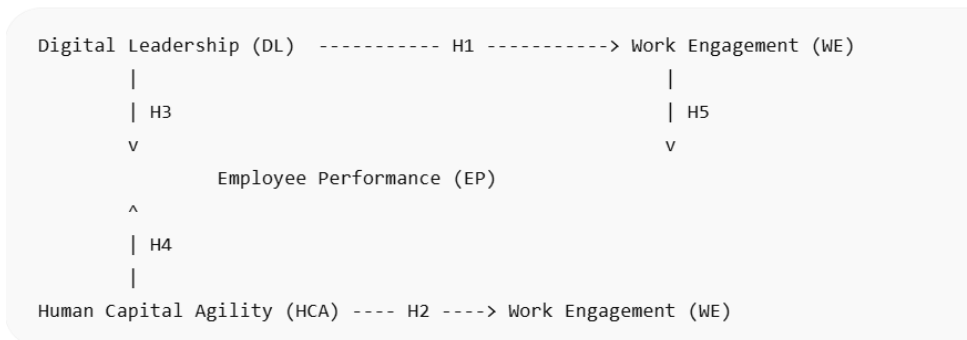 Digital Leadership (DL) ----------- H1 -----------> Work Engagement (WE)
| |
| H3 | H5
v v
Employee Performance (EP)
^
| H4
|
Human Capital Agility (HCA) ---- H2 ----> Work Engagement (WE)